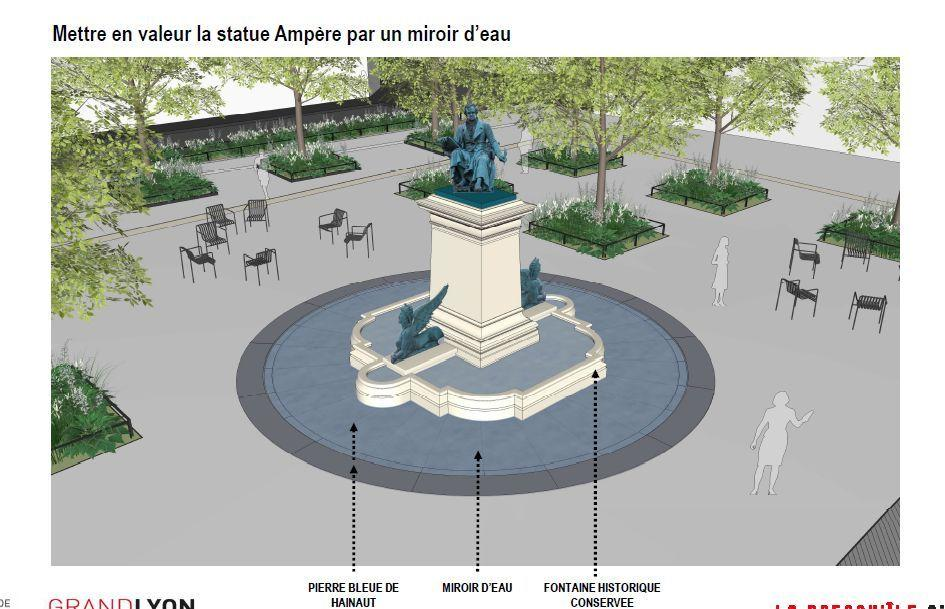 Mettre en valeur la statue Ampère par un miroir d'eau
PIERRE BLEUE DE
HAINAUT
MIROIR D'EAU
FONTAINE HISTORIQUE
CONSERVEE
DE
GRANDLYON